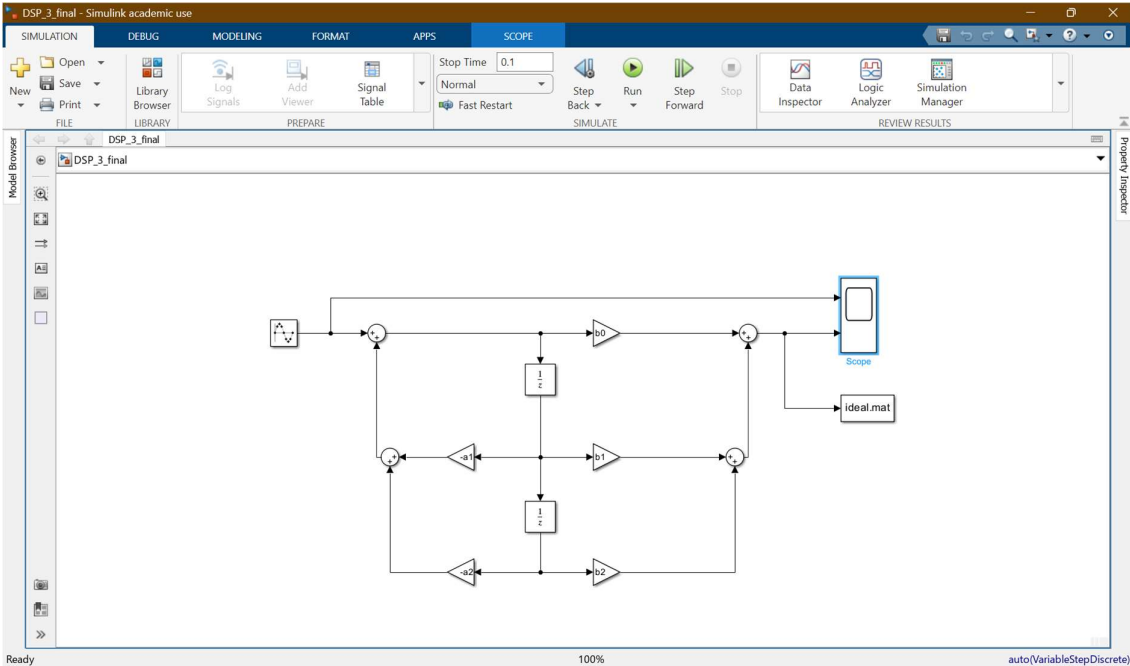 DSP_3_final - Simulink academic use
SIMULATION DEBUG MODELING FORMAT APPS SCOPE
New
Open
Save
Print
FILE
Library Browser
LIBRARY
Log Signals
Add Viewer
Signal Table
PREPARE
Stop Time 0.1
Normal
Fast Restart
Step Back
Run
Step Forward
Stop
SIMULATE
Data Inspector
Logic Analyzer
Simulation Manager
REVIEW RESULTS
Model Browser
Property Inspector
DSP_3_final
DSP_3_final
b0
Scope
1
z
ideal.mat
-a1
b1
1
z
-a2
b2
Ready 100% auto(VariableStepDiscrete)